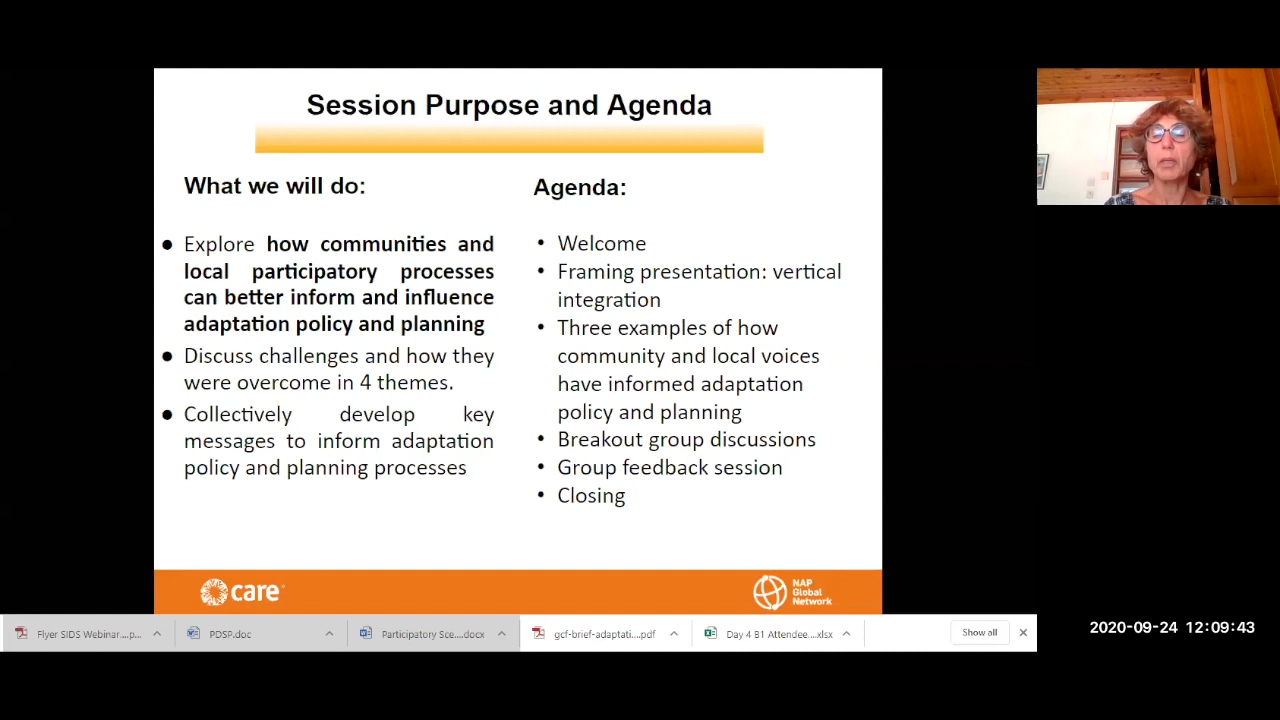 Session Purpose and Agenda
What we will do:
● Explore how communities and
local participatory processes
can better inform and influence
adaptation policy and planning
● Discuss challenges and how they
were overcome in 4 themes.
● Collectively develop key
messages to inform adaptation
policy and planning processes
Agenda:
• Welcome
• Framing presentation: vertical
integration
• Three examples of how
community and local voices
have informed adaptation
policy and planning
• Breakout group discussions
• Group feedback session
• Closing
care
NAP
Global
Network
Flyer SIDS Webinar....p...
PDSP.doc
Participatory Sce....docx
gcf-brief-adaptati....pdf
Day 4 B1 Attendee....xlsx
Show all
2020-09-24 12:09:43